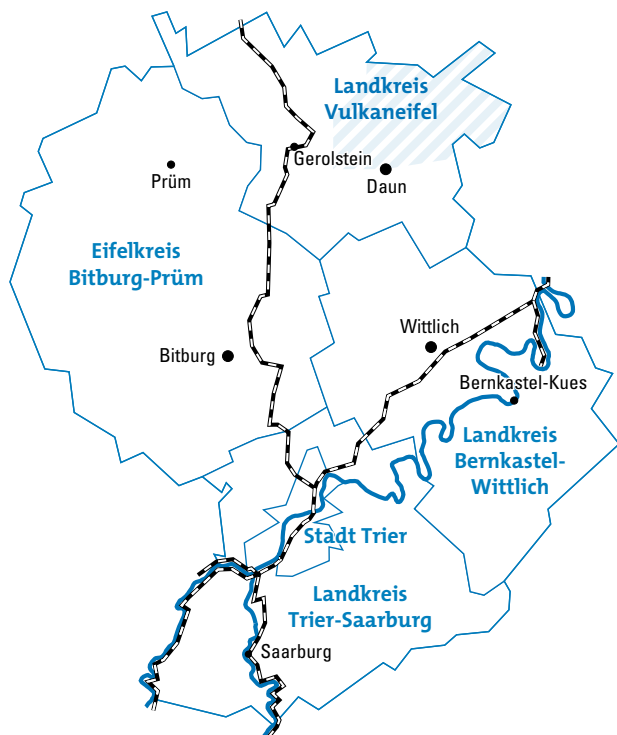 Landkreis
Vulkaneifel
Gerolstein
Prüm
Daun
Eifelkreis
Bitburg-Prüm
Wittlich
Bitburg
Bernkastel-Kues
Landkreis
Bernkastel-
Wittlich
Stadt Trier
Landkreis
Trier-Saarburg
Saarburg